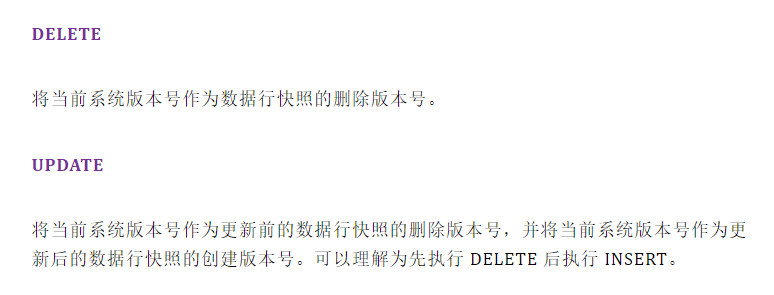 DELETE
将当前系统版本号作为数据行快照的删除版本号。
UPDATE
将当前系统版本号作为更新前的数据行快照的删除版本号，并将当前系统版本号作为更
新后的数据行快照的创建版本号。可以理解为先执行 DELETE 后执行 INSERT。